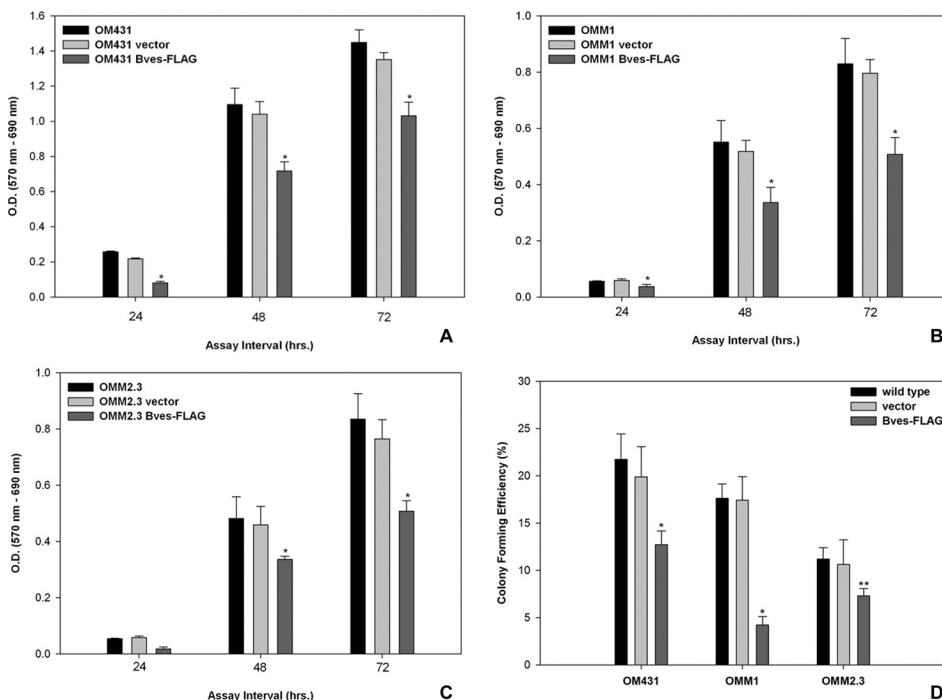 1.6
1.4
1.2
1.0
0.8
0.6
0.4
0.2
0.0
O.D. (570 nm - 690 nm)
OM431
OM431 vector
OM431 Bves-FLAG
*
*
*
24
48
72
Assay Interval (hrs.)
A
1.0
0.8
0.6
0.4
0.2
0.0
O.D. (570 nm - 690 nm)
OMM1
OMM1 vector
OMM1 Bves-FLAG
*
*
*
24
48
72
Assay Interval (hrs.)
B
1.0
0.8
0.6
0.4
0.2
0.0
O.D. (570 nm - 690 nm)
OMM2.3
OMM2.3 vector
OMM2.3 Bves-FLAG
*
*
24
48
72
Assay Interval (hrs.)
C
30
25
20
15
10
5
0
Colony Forming Efficiency (%)
wild type
vector
Bves-FLAG
*
*
**
OM431
OMM1
OMM2.3
D